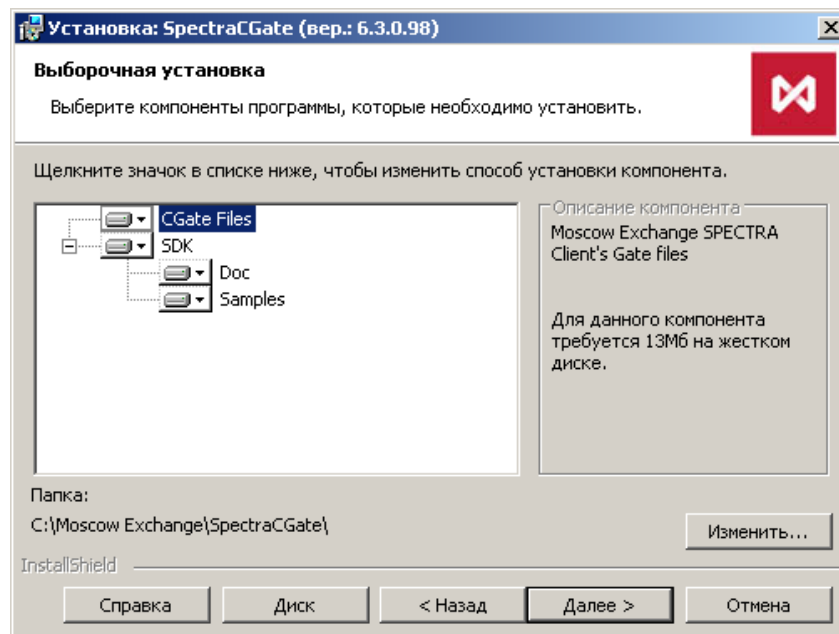 Установка: SpectraCGate (вер.: 6.3.0.98)
Выборочная установка
Выберите компоненты программы, которые необходимо установить.
Щелкните значок в списке ниже, чтобы изменить способ установки компонента.
CGate Files
SDK
Doc
Samples
Описание компонента
Moscow Exchange SPECTRA
Client's Gate files
Для данного компонента
требуется 13Мб на жестком
диске.
Папка:
C:\Moscow Exchange\SpectraCGate\
Изменить...
InstallShield
Справка
Диск
< Назад
Далее >
Отмена